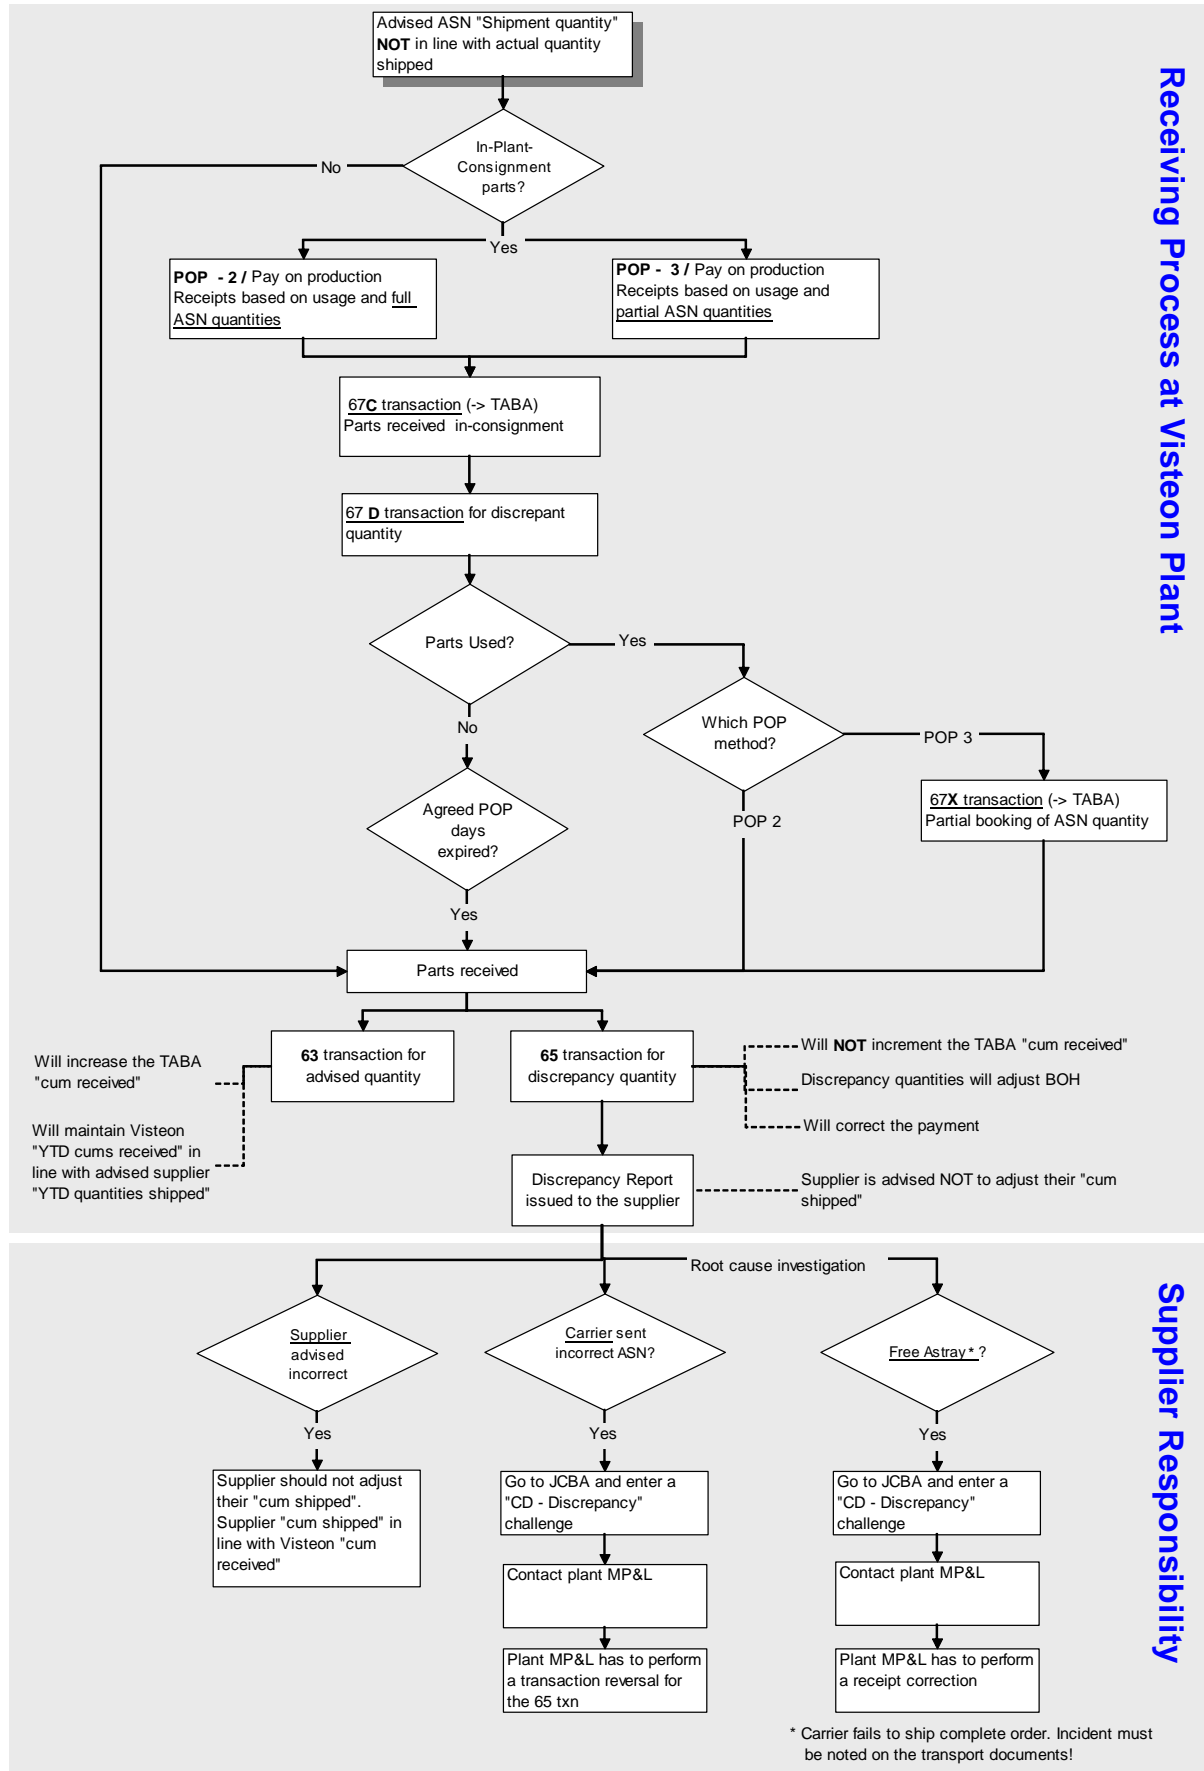 Advised ASN "Shipment quantity"
NOT in line with actual quantity
shipped
In-Plant-
Consignment
parts?
No
Yes
POP - 2 / Pay on production
Receipts based on usage and full
ASN quantities
POP - 3 / Pay on production
Receipts based on usage and
partial ASN quantities
67C transaction (-> TABA)
Parts received in-consignment
67 D transaction for discrepant
quantity
Parts Used?
Yes
No
Which POP
method?
POP 3
POP 2
67X transaction (-> TABA)
Partial booking of ASN quantity
Agreed POP
days
expired?
Yes
Parts received
63 transaction for
advised quantity
65 transaction for
discrepancy quantity
Will increase the TABA
"cum received"
Will maintain Visteon
"YTD cums received" in
line with advised supplier
"YTD quantities shipped"
Will NOT increment the TABA "cum received"
Discrepancy quantities will adjust BOH
Will correct the payment
Discrepancy Report
issued to the supplier
Supplier is advised NOT to adjust their "cum
shipped"
Receiving Process at Visteon Plant
Root cause investigation
Supplier
advised
incorrect
Carrier sent
incorrect ASN?
Free Astray * ?
Yes
Yes
Yes
Supplier should not adjust
their "cum shipped".
Supplier "cum shipped" in
line with Visteon "cum
received"
Go to JCBA and enter a
"CD - Discrepancy"
challenge
Contact plant MP&L
Plant MP&L has to perform
a transaction reversal for
the 65 txn
Go to JCBA and enter a
"CD - Discrepancy"
challenge
Contact plant MP&L
Plant MP&L has to perform
a receipt correction
* Carrier fails to ship complete order. Incident must
be noted on the transport documents!
Supplier Responsibility